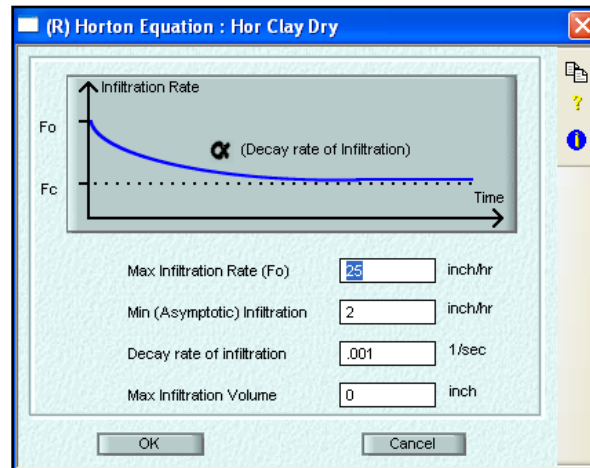 (R) Horton Equation : Hor Clay Dry
Infiltration Rate
Fo
α (Decay rate of Infiltration)
Fc
Time
?
i
Max Infiltration Rate (Fo) 25 inch/hr
Min (Asymptotic) Infiltration 2 inch/hr
Decay rate of infiltration .001 1/sec
Max Infiltration Volume 0 inch
OK Cancel